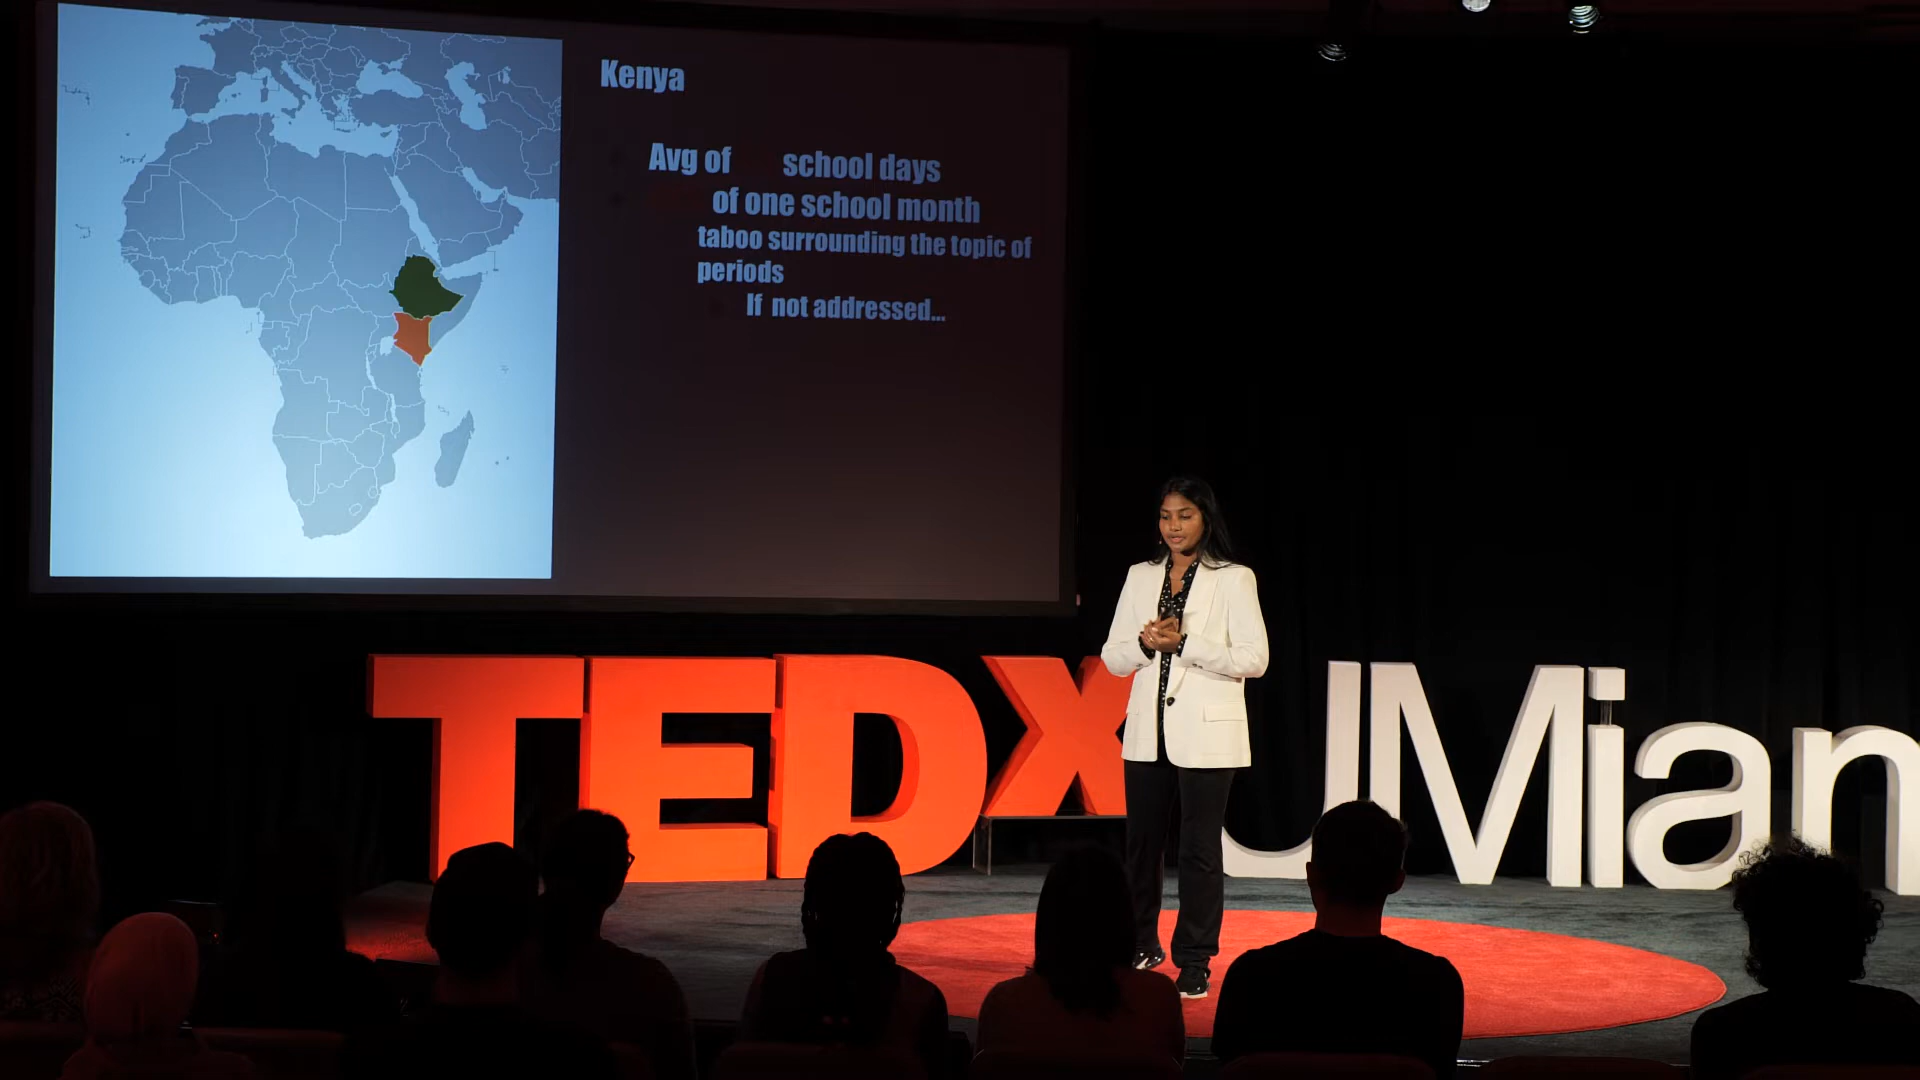 Kenya
Avg of school days
of one school month
taboo surrounding the topic of
periods
If not addressed...
TEDx UMiam